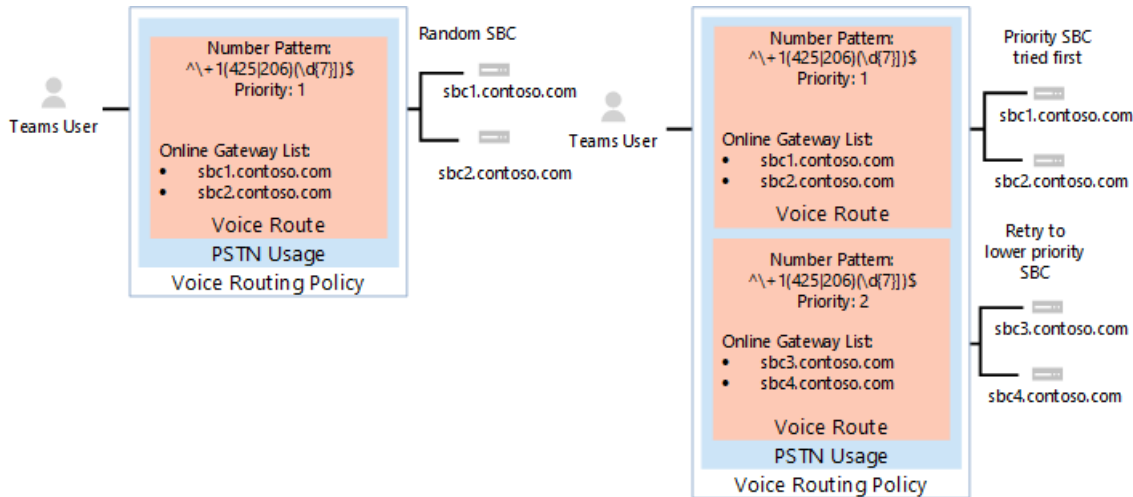 Teams User
Number Pattern:
^\+1(425|206)(\d{7}])$
Priority: 1
Online Gateway List:
• sbc1.contoso.com
• sbc2.contoso.com
Voice Route
PSTN Usage
Voice Routing Policy
Random SBC
sbc1.contoso.com
sbc2.contoso.com
Teams User
Number Pattern:
^\+1(425|206)(\d{7}])$
Priority: 1
Online Gateway List:
• sbc1.contoso.com
• sbc2.contoso.com
Voice Route
Number Pattern:
^\+1(425|206)(\d{7}])$
Priority: 2
Online Gateway List:
• sbc3.contoso.com
• sbc4.contoso.com
Voice Route
PSTN Usage
Voice Routing Policy
Priority SBC
tried first
sbc1.contoso.com
sbc2.contoso.com
Retry to
lower priority
SBC
sbc3.contoso.com
sbc4.contoso.com